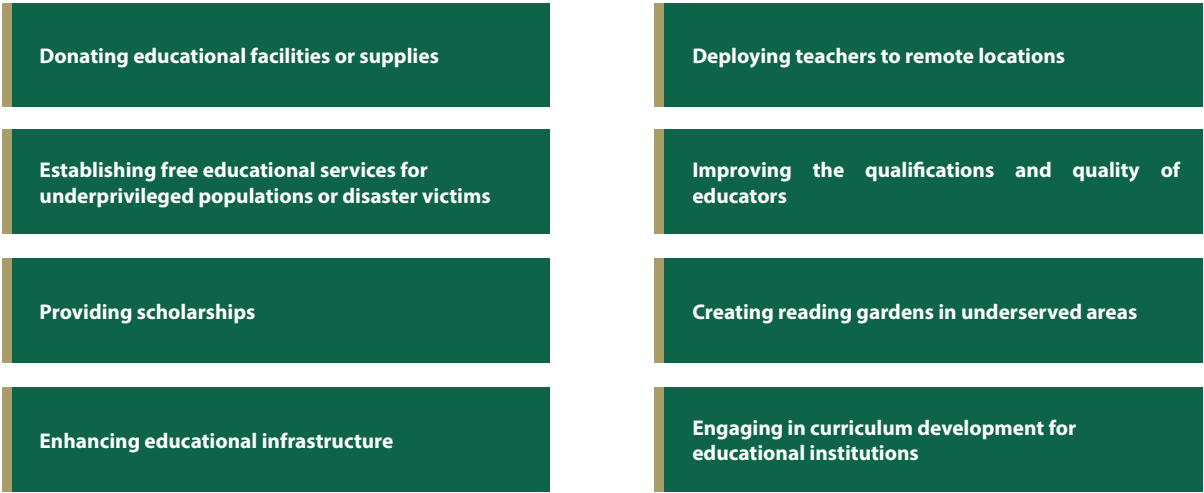 Donating educational facilities or supplies
Deploying teachers to remote locations
Establishing free educational services for
underprivileged populations or disaster victims
Improving the qualifications and quality of
educators
Providing scholarships
Creating reading gardens in underserved areas
Enhancing educational infrastructure
Engaging in curriculum development for
educational institutions